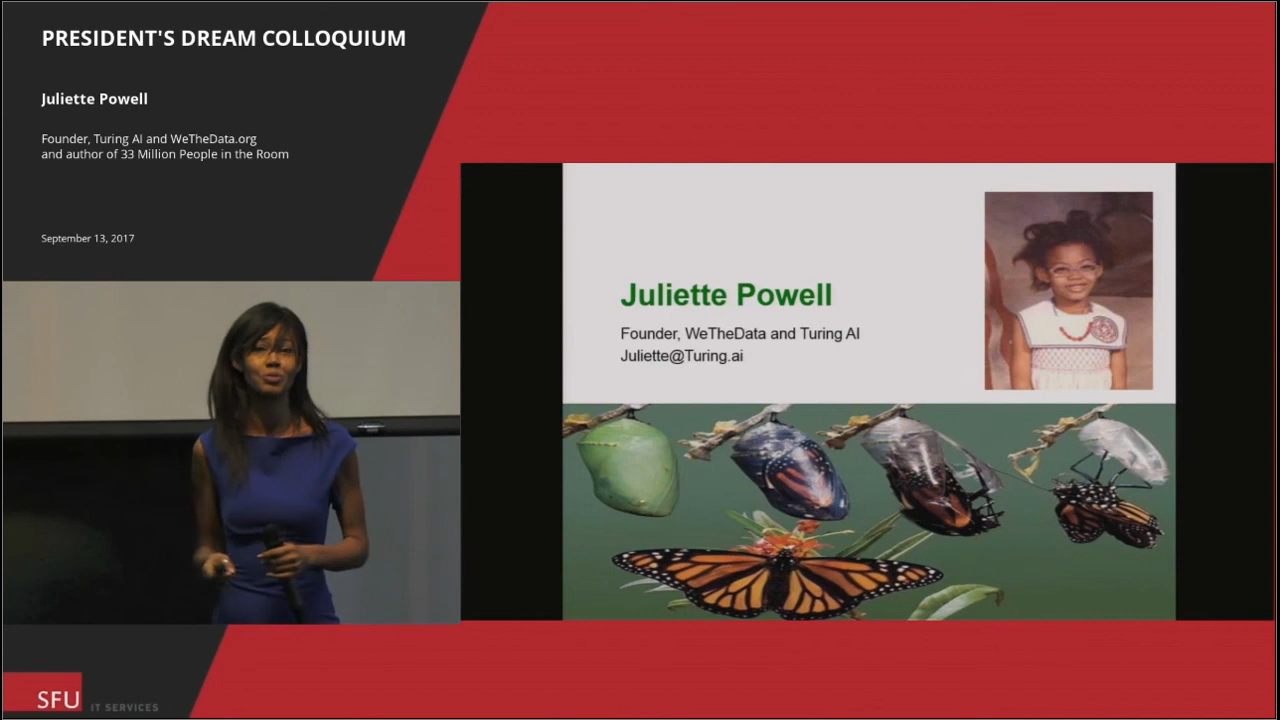 PRESIDENT'S DREAM COLLOQUIUM
Juliette Powell
Founder, Turing AI and WeTheData.org
and author of 33 Million People in the Room
September 13, 2017
Juliette Powell
Founder, WeTheData and Turing AI
Juliette@Turing.ai
SFU IT SERVICES